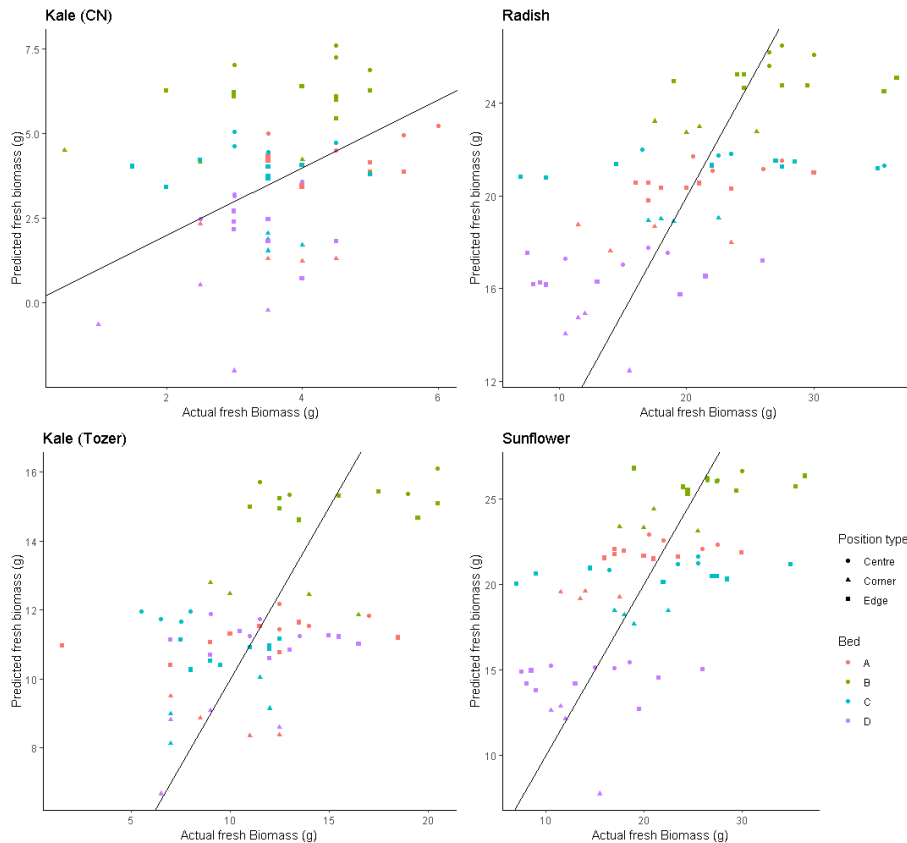 Kale (CN)
Predicted fresh biomass (g)
7.5
5.0
2.5
0.0
2 4 6
Actual fresh Biomass (g)
Radish
Predicted fresh biomass (g)
24
20
16
12
10 20 30
Actual fresh Biomass (g)
Kale (Tozer)
Predicted fresh biomass (g)
16
14
12
10
8
5 10 15 20
Actual fresh Biomass (g)
Sunflower
Predicted fresh biomass (g)
25
20
15
10
10 20 30
Actual fresh Biomass (g)
Position type
Centre
Corner
Edge
Bed
A
B
C
D